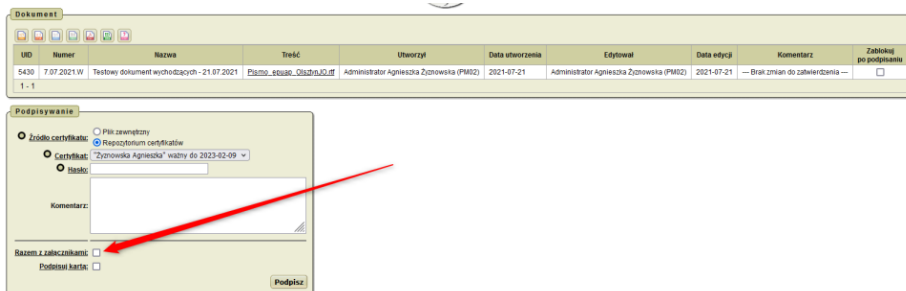 Dokument
UID Numer Nazwa Treść Utworzył Data utworzenia Edytował Data edycji Komentarz Zablokuj po podpisaniu
5430 7.07.2021.W Testowy dokument wychodzących - 21.07.2021 Pismo_epuap_OlsztynJO.rtf Administrator Agnieszka Żyznowska (PM02) 2021-07-21 Administrator Agnieszka Żyznowska (PM02) 2021-07-21 --- Brak zmian do zatwierdzenia ---
1 - 1
Podpisywanie
Źródło certyfikatu: Plik zewnętrzny
Repozytorium certyfikatów
Certyfikat: "Żyznowska Agnieszka" ważny do 2023-02-09
Hasło:
Komentarz:
Razem z załącznikami:
Podpisuj kartą:
Podpisz